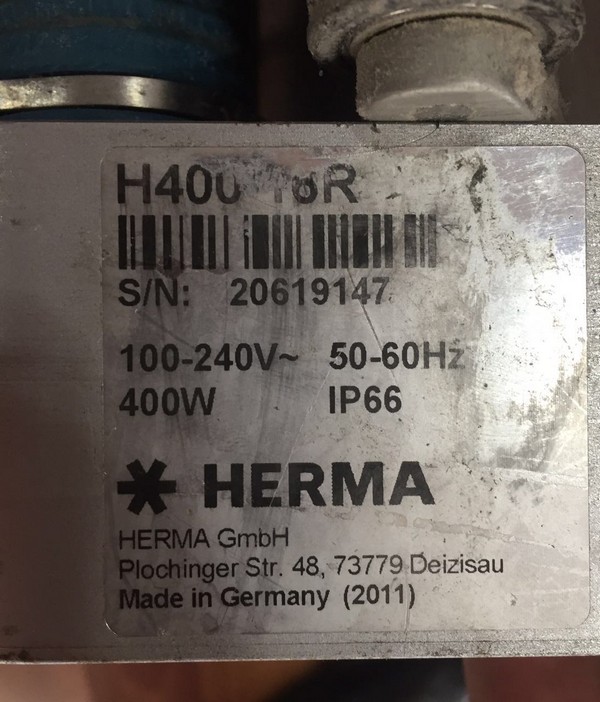 H400
S/N: 20619147
100-240V~ 50-60Hz
400W IP66
HERMA
HERMA GmbH
Plochinger Str. 48, 73779 Deizisau
Made in Germany (2011)